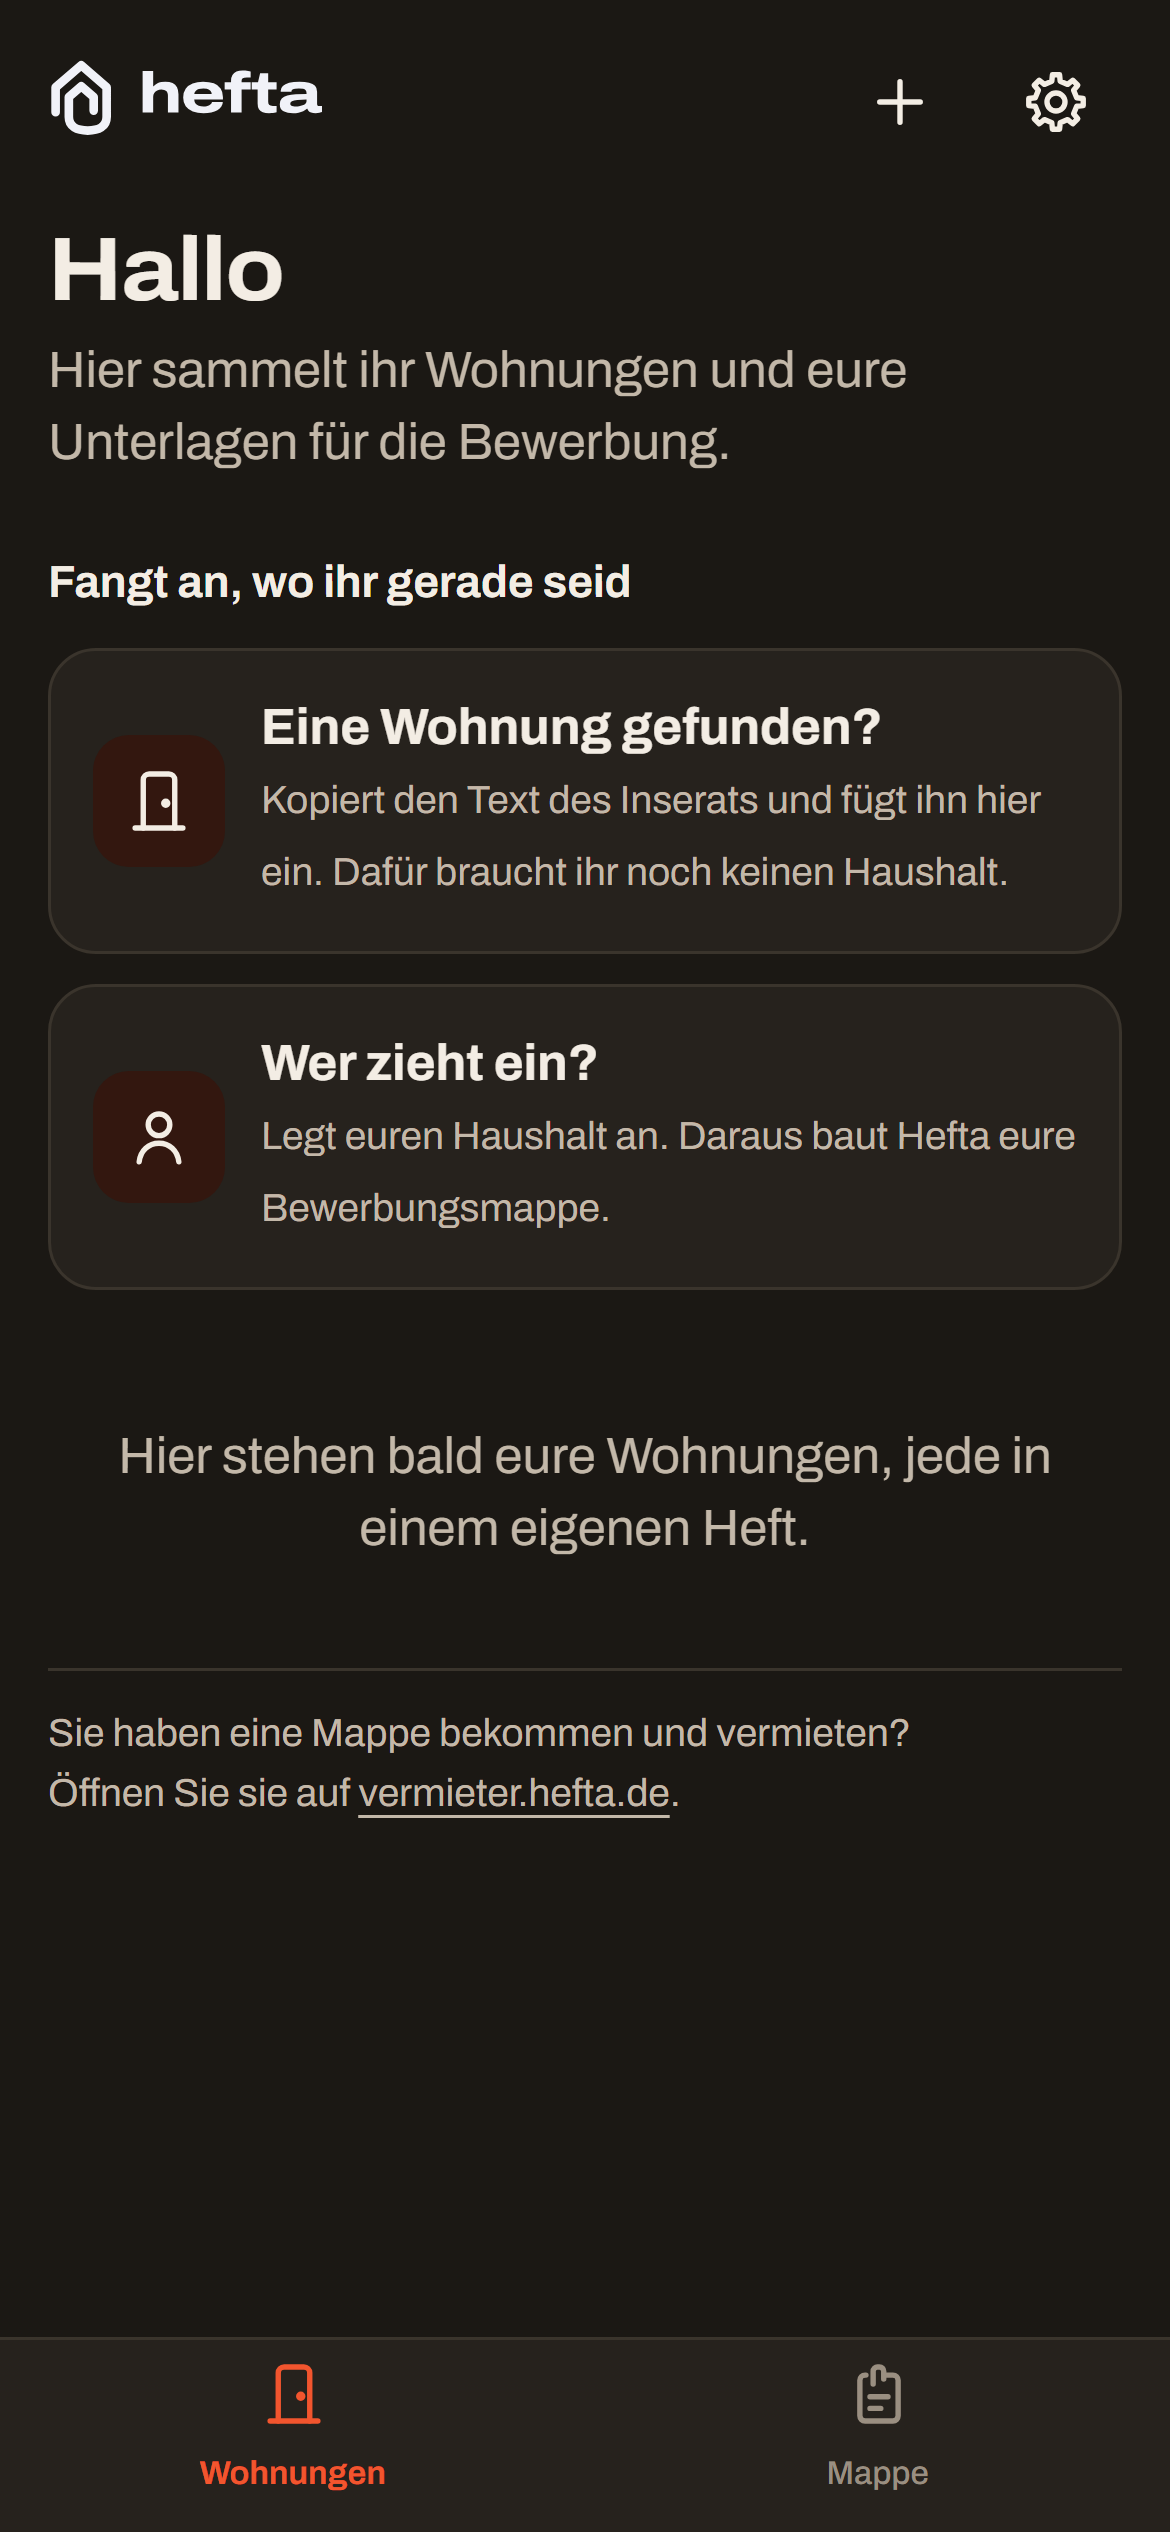 hefta
Hallo
Hier sammelt ihr Wohnungen und eure
Unterlagen für die Bewerbung.
Fangt an, wo ihr gerade seid
Eine Wohnung gefunden?
Kopiert den Text des Inserats und fügt ihn hier
ein. Dafür braucht ihr noch keinen Haushalt.
Wer zieht ein?
Legt euren Haushalt an. Daraus baut Hefta eure
Bewerbungsmappe.
Hier stehen bald eure Wohnungen, jede in
einem eigenen Heft.
Sie haben eine Mappe bekommen und vermieten?
Öffnen Sie sie auf vermieter.hefta.de.
Wohnungen
Mappe